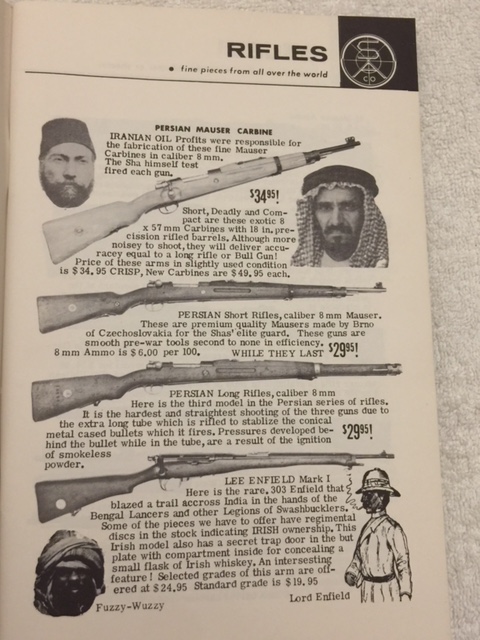 RIFLES
• fine pieces from all over the world
S A CO
PERSIAN MAUSER CARBINE
IRANIAN OIL Profits were responsible for
the fabrication of these fine Mauser
Carbines in caliber 8 mm.
The Sha himself test
fired each gun.
$34.95!
Short, Deadly and Com-
pact are these exotic 8
x 57mm Carbines with 18 in. pre-
cission rifled barrels. Although more
noisey to shoot, they will deliver accu-
racey equal to a long rifle or Bull Gun!
Price of these arms in slightly used condition
is $34.95 CRISP, New Carbines are $49.95 each.
PERSIAN Short Rifles, caliber 8mm Mauser.
These are premium quality Mausers made by Brno
of Czechoslovakia for the Shas' elite guard. These guns are
smooth pre-war tools second to none in efficiency.
8mm Ammo is $6.00 per 100. WHILE THEY LAST $29.95!
PERSIAN Long Rifles, caliber 8 mm
Here is the third model in the Persian series of rifles.
It is the hardest and straightest shooting of the three guns due to
the extra long tube which is rifled to stablize the conical
metal cased bullets which it fires. Pressures developed be-
hind the bullet while in the tube, are a result of the ignition
of smokeless
powder.
$29.95!
LEE ENFIELD Mark I
Here is the rare .303 Enfield that
blazed a trail accross India in the hands of the
Bengal Lancers and other Legions of Swashbucklers.
Some of the pieces we have to offer have regimental
discs in the stock indicating IRISH ownership. This
Irish model also has a secret trap door in the but
plate with compartment inside for concealing a
small flask of Irish whiskey. An intersesting
feature! Selected grades of this arm are off-
ered at $24.95 Standard grade is $19.95
Fuzzy-Wuzzy
Lord Enfield